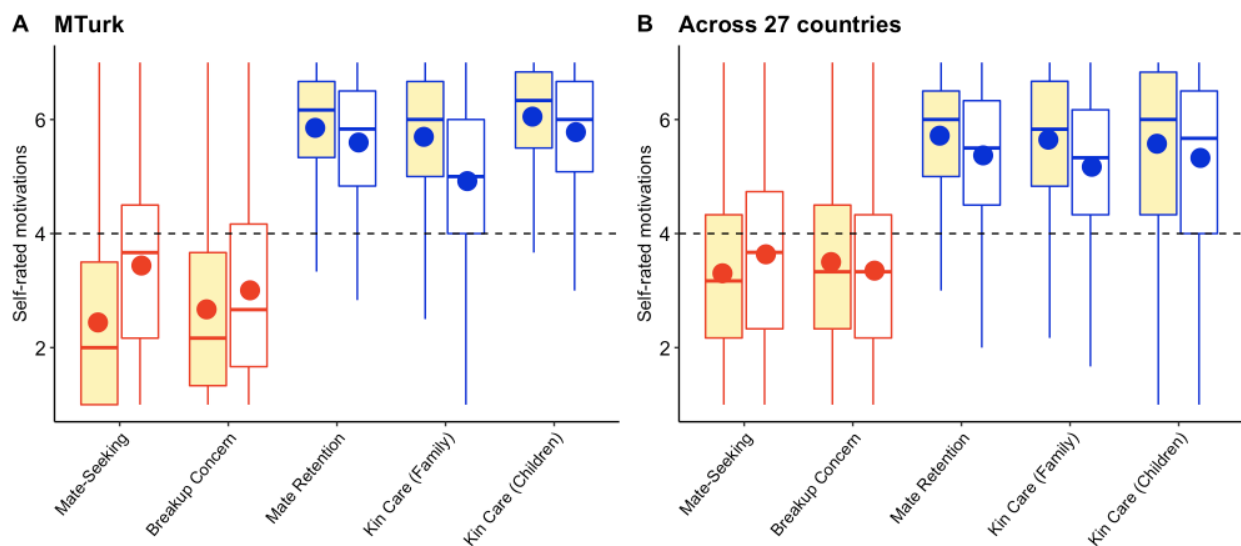 A MTurk
Self-rated motivations
6
4
2
Mate-Seeking
Breakup Concern
Mate Retention
Kin Care (Family)
Kin Care (Children)
B Across 27 countries
Self-rated motivations
6
4
2
Mate-Seeking
Breakup Concern
Mate Retention
Kin Care (Family)
Kin Care (Children)